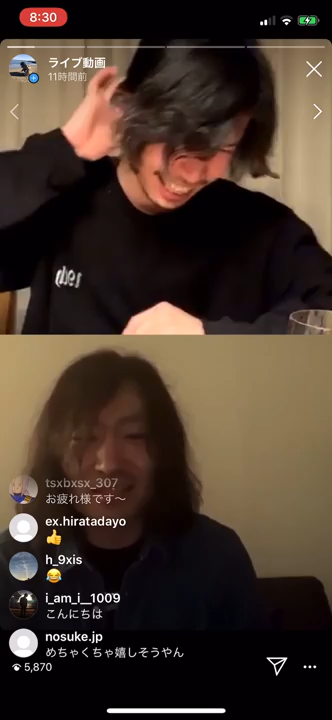 8:30
ライブ動画
11時間前
tsxbxsx_307
お疲れ様です〜
ex.hiratadayo
👍
h_9xis
😂
i_am_i__1009
こんにちは
nosuke.jp
めちゃくちゃ嬉しそうやん
5,870